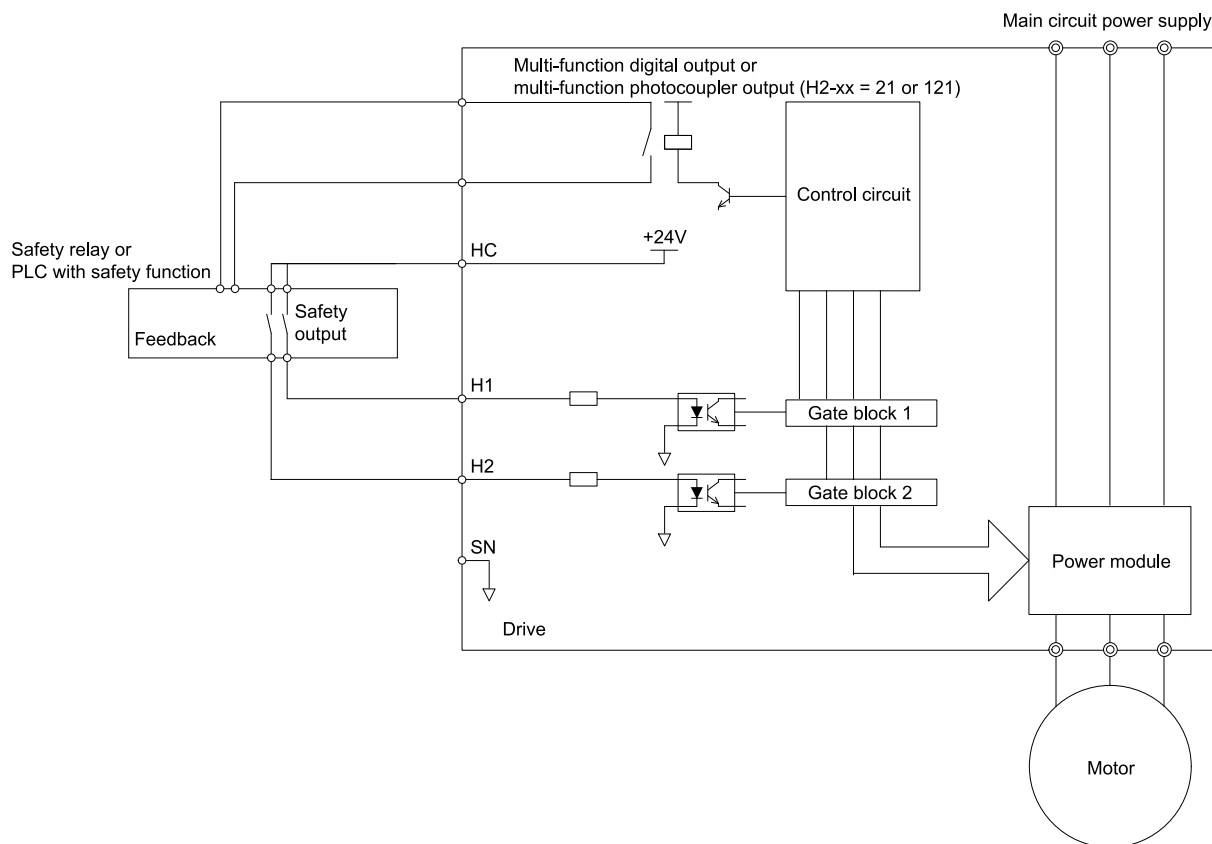 Main circuit power supply
Multi-function digital output or
multi-function photocoupler output (H2-xx = 21 or 121)
Control circuit
+24V
HC
Safety relay or
PLC with safety function
Safety
output
Feedback
H1
Gate block 1
H2
Gate block 2
SN
Power module
Drive
Motor